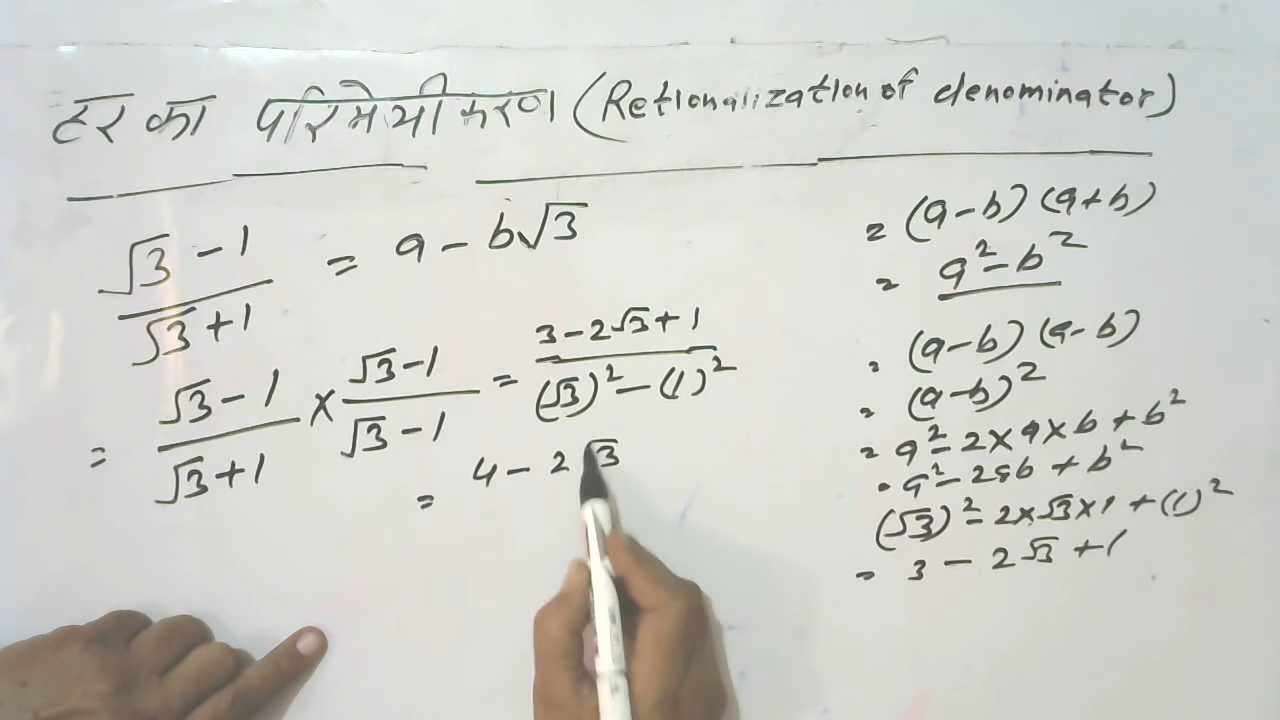 हर का परिमेयीकरण (Retionalization of denominator)
√3 - 1 / √3 + 1 = a - b√3
= √3 - 1 / √3 + 1 × √3 - 1 / √3 - 1 = 3 - 2√3 + 1 / (√3)² - (1)²
= 4 - 2√3
= (a - b) (a + b)
= a² - b²
= (a - b) (a - b)
= (a - b)²
= a² - 2 × a × b + b²
= a² - 2ab + b²
(√3)² - 2 × √3 × 1 + (1)²
= 3 - 2√3 + 1